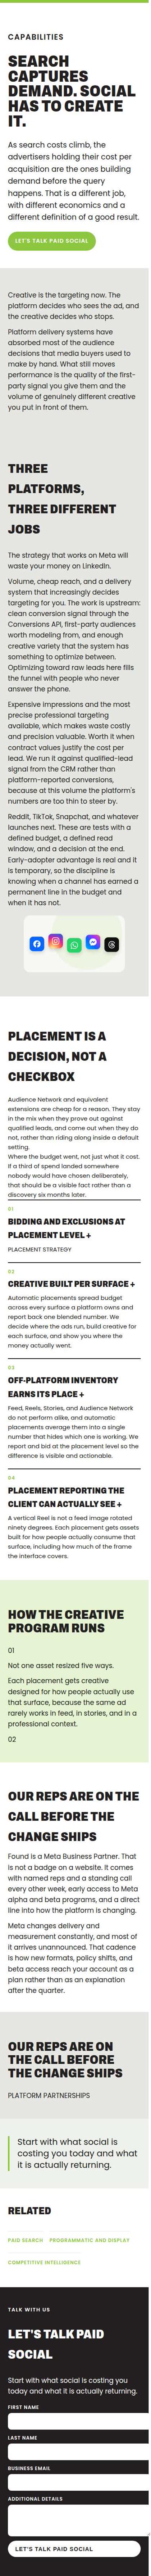 CAPABILITIES
SEARCH
CAPTURES
DEMAND. SOCIAL
HAS TO CREATE
IT.
As search costs climb, the
advertisers holding their cost per
acquisition are the ones building
demand before the query
happens. That is a different job,
with different economics and a
different definition of a good result.
LET'S TALK PAID SOCIAL
Creative is the targeting now. The
platform decides who sees the ad, and
the creative decides who stops.
Platform delivery systems have
absorbed most of the audience
decisions that media buyers used to
make by hand. What still moves
performance is the quality of the first-
party signal you give them and the
volume of genuinely different creative
you put in front of them.
THREE
PLATFORMS,
THREE DIFFERENT
JOBS
The strategy that works on Meta will
waste your money on LinkedIn.
Volume, cheap reach, and a delivery
system that increasingly decides
targeting for you. The work is upstream:
clean conversion signal through the
Conversions API, first-party audiences
worth modeling from, and enough
creative variety that the system has
something to optimize between.
Optimizing toward raw leads here fills
the funnel with people who never
answer the phone.
Expensive impressions and the most
precise professional targeting
available, which makes waste costly
and precision valuable. Worth it when
contract values justify the cost per
lead. We run it against qualified-lead
signal from the CRM rather than
platform-reported conversions,
because at this volume the platform's
numbers are too thin to steer by.
Reddit, TikTok, Snapchat, and whatever
launched next. These are tests with a
defined budget, a defined read
window, and a decision at the end.
Early-adopter advantage is real and it
is temporary, so the discipline is
knowing when a channel has earned a
permanent line in the budget and
when it has not.
PLACEMENT IS A
DECISION, NOT A
CHECKBOX
Audience Network and equivalent
extensions are cheap for a reason. They stay
in the mix when they prove out against
qualified leads, and come out when they do
not, rather than riding along inside a default
setting.
Where the budget went, not just what it cost.
If a third of spend landed somewhere
nobody would have chosen deliberately,
that should be visible fast rather than a
discovery six months later.
01
BIDDING AND EXCLUSIONS AT
PLACEMENT LEVEL +
PLACEMENT STRATEGY
02
CREATIVE BUILT PER SURFACE +
Automatic placements spread budget
across every surface a platform owns and
report back one blended number. We
decide where the ads run, build creative for
each surface, and show you where the
money actually went.
03
OFF-PLATFORM INVENTORY
EARNS ITS PLACE +
Feed, Reels, Stories, and Audience Network
do not perform alike, and automatic
placements average them into a single
number that hides which one is working. We
report and bid at the placement level so the
difference is visible and actionable.
04
PLACEMENT REPORTING THE
CLIENT CAN ACTUALLY SEE +
A vertical Reel is not a feed image rotated
ninety degrees. Each placement gets assets
built for how people actually consume that
surface, including how much of the frame
the interface covers.
HOW THE CREATIVE
PROGRAM RUNS
01
Not one asset resized five ways.
Each placement gets creative
designed for how people actually use
that surface, because the same ad
rarely works in feed, in stories, and in a
professional context.
02
OUR REPS ARE ON THE
CALL BEFORE THE
CHANGE SHIPS
Found is a Meta Business Partner. That
is not a badge on a website. It comes
with named reps and a standing call
every other week, early access to Meta
alpha and beta programs, and a direct
line into how the platform is changing.
Meta changes delivery and
measurement constantly, and most of
it arrives unannounced. That cadence
is how new formats, policy shifts, and
beta access reach your account as a
plan rather than as an explanation
after the quarter.
OUR REPS ARE ON
THE CALL BEFORE
THE CHANGE SHIPS
PLATFORM PARTNERSHIPS
Start with what social is
costing you today and what
it is actually returning.
RELATED
PAID SEARCH PROGRAMMATIC AND DISPLAY
COMPETITIVE INTELLIGENCE
TALK WITH US
LET'S TALK PAID
SOCIAL
Start with what social is costing you
today and what it is actually returning.
FIRST NAME
LAST NAME
BUSINESS EMAIL
ADDITIONAL DETAILS
LET'S TALK PAID SOCIAL